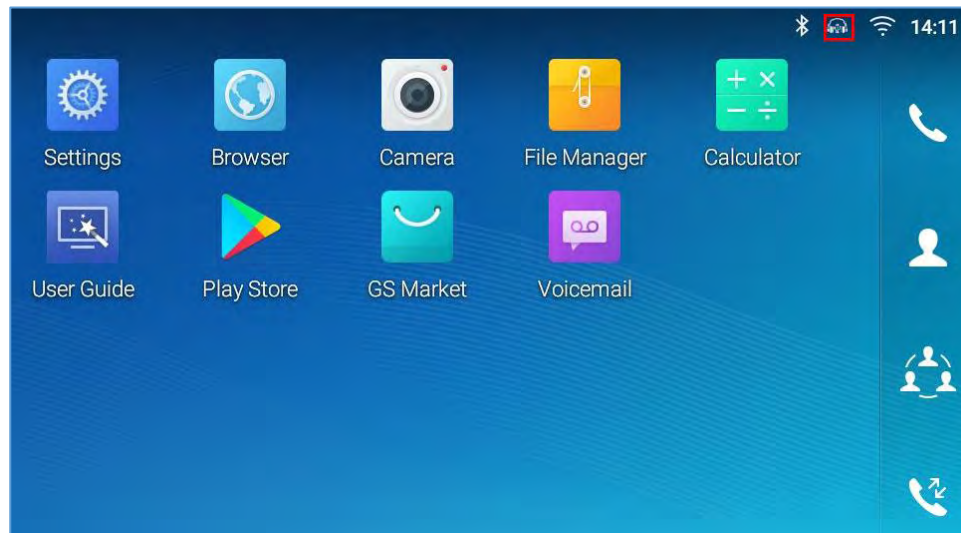 14:11
Settings Browser Camera File Manager Calculator
User Guide Play Store GS Market Voicemail